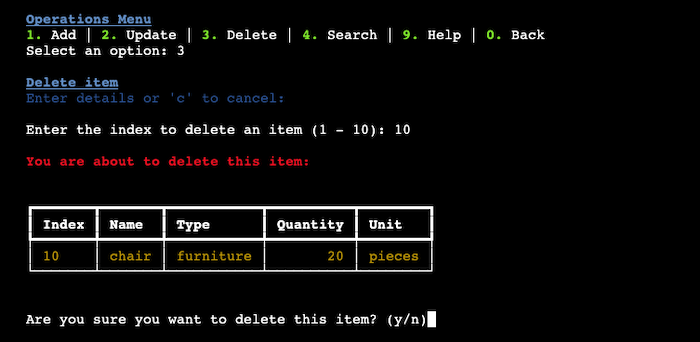 Operations Menu
1. Add | 2. Update | 3. Delete | 4. Search | 9. Help | 0. Back
Select an option: 3
Delete item
Enter details or 'c' to cancel:
Enter the index to delete an item (1 - 10): 10
You are about to delete this item:
Index Name Type Quantity Unit
10 chair furniture 20 pieces
Are you sure you want to delete this item? (y/n)